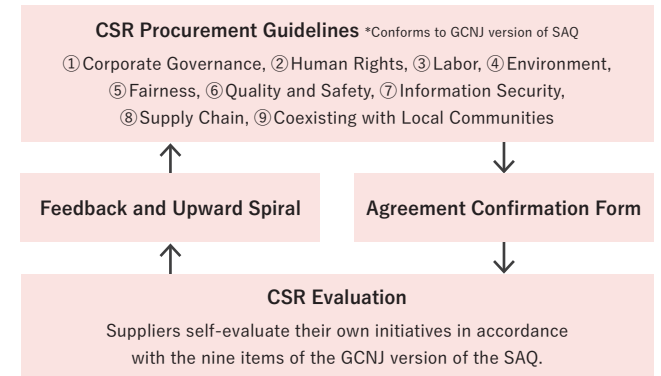 CSR Procurement Guidelines *Conforms to GCNJ version of SAQ
①Corporate Governance, ②Human Rights, ③Labor, ④Environment,
⑤Fairness, ⑥Quality and Safety, ⑦Information Security,
⑧Supply Chain, ⑨Coexisting with Local Communities
Feedback and Upward Spiral
Agreement Confirmation Form
CSR Evaluation
Suppliers self-evaluate their own initiatives in accordance
with the nine items of the GCNJ version of the SAQ.